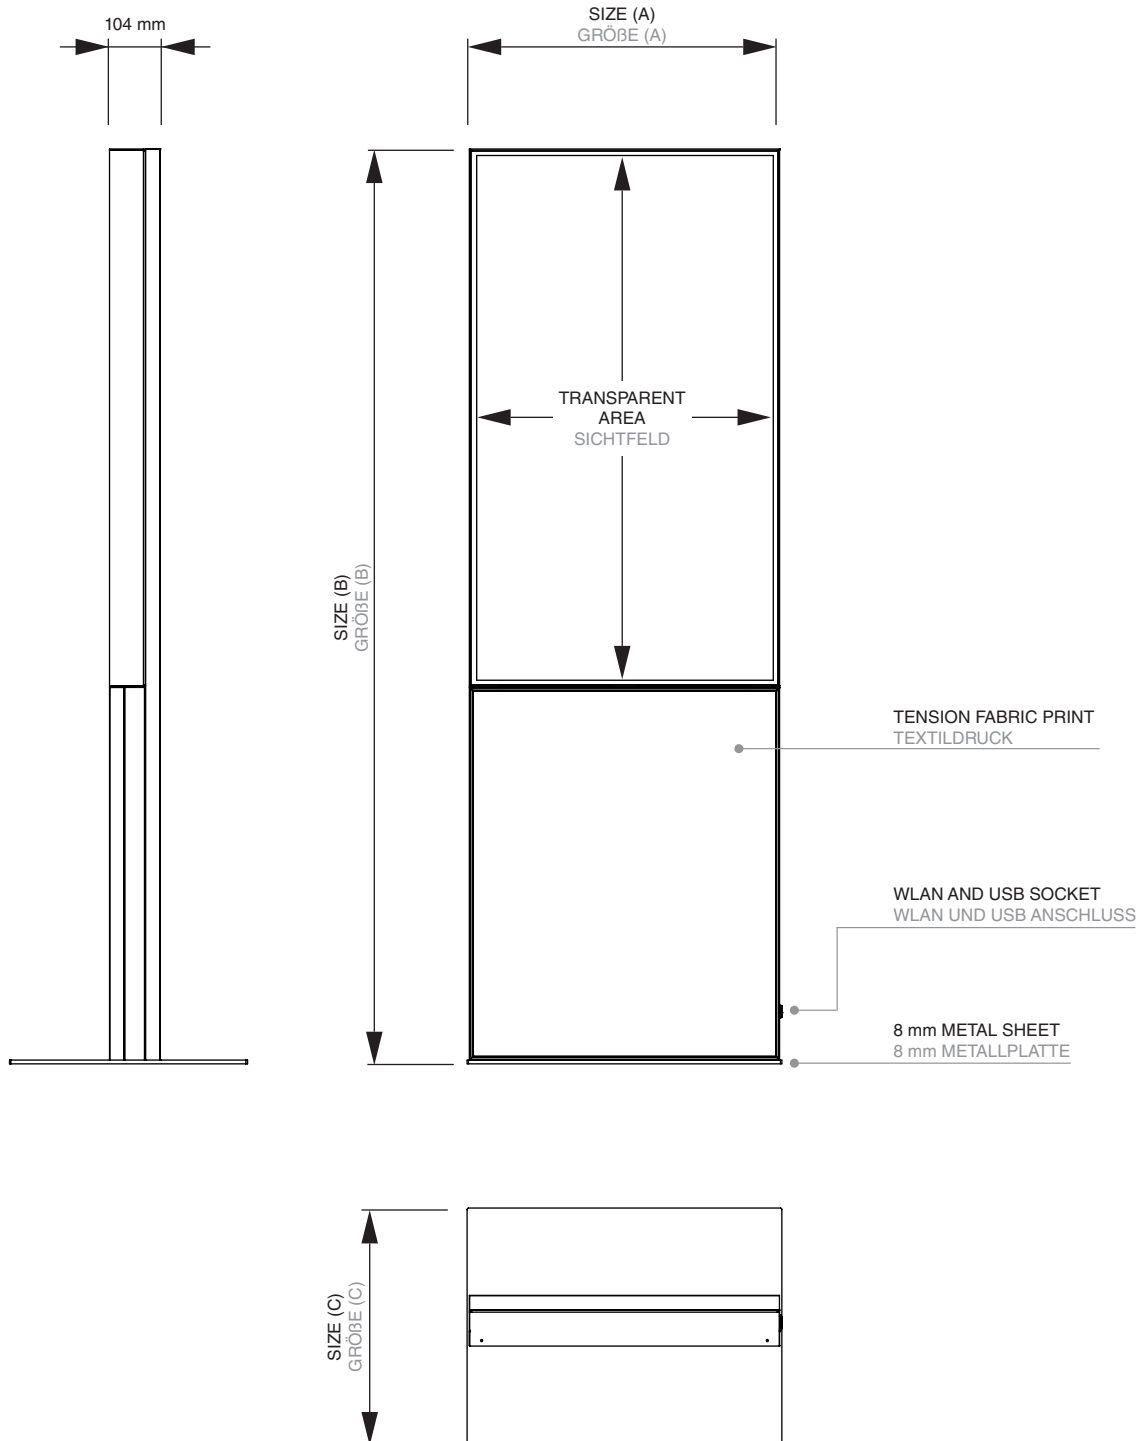 104 mm
SIZE (A)
GRÖßE (A)
TRANSPARENT
AREA
SICHTFELD
SIZE (B)
GRÖßE (B)
TENSION FABRIC PRINT
TEXTILDRUCK
WLAN AND USB SOCKET
WLAN UND USB ANSCHLUSS
8 mm METAL SHEET
8 mm METALLPLATTE
SIZE (C)
GRÖßE (C)